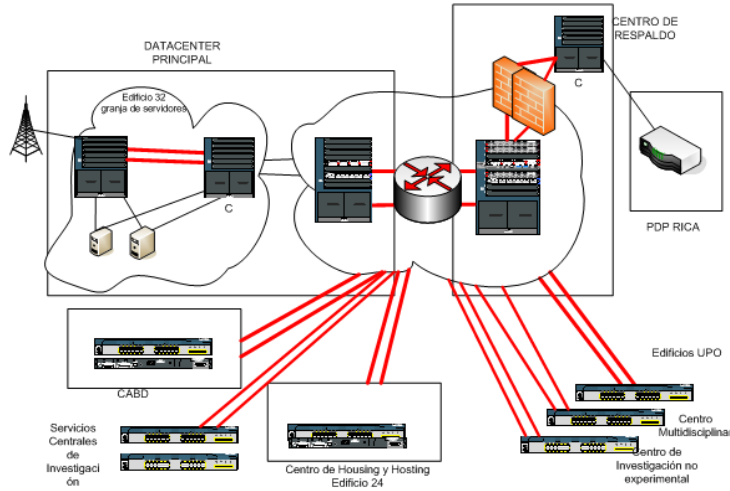 DATACENTER
PRINCIPAL
CENTRO DE
RESPALDO
Edificio 32
granja de servidores
C
C
PDP RICA
CABD
Servicios
Centrales
de
Investigaci
ón
Centro de Housing y Hosting
Edificio 24
Edificios UPO
Centro
Multidisciplinar
Centro de
Investigación no
experimental